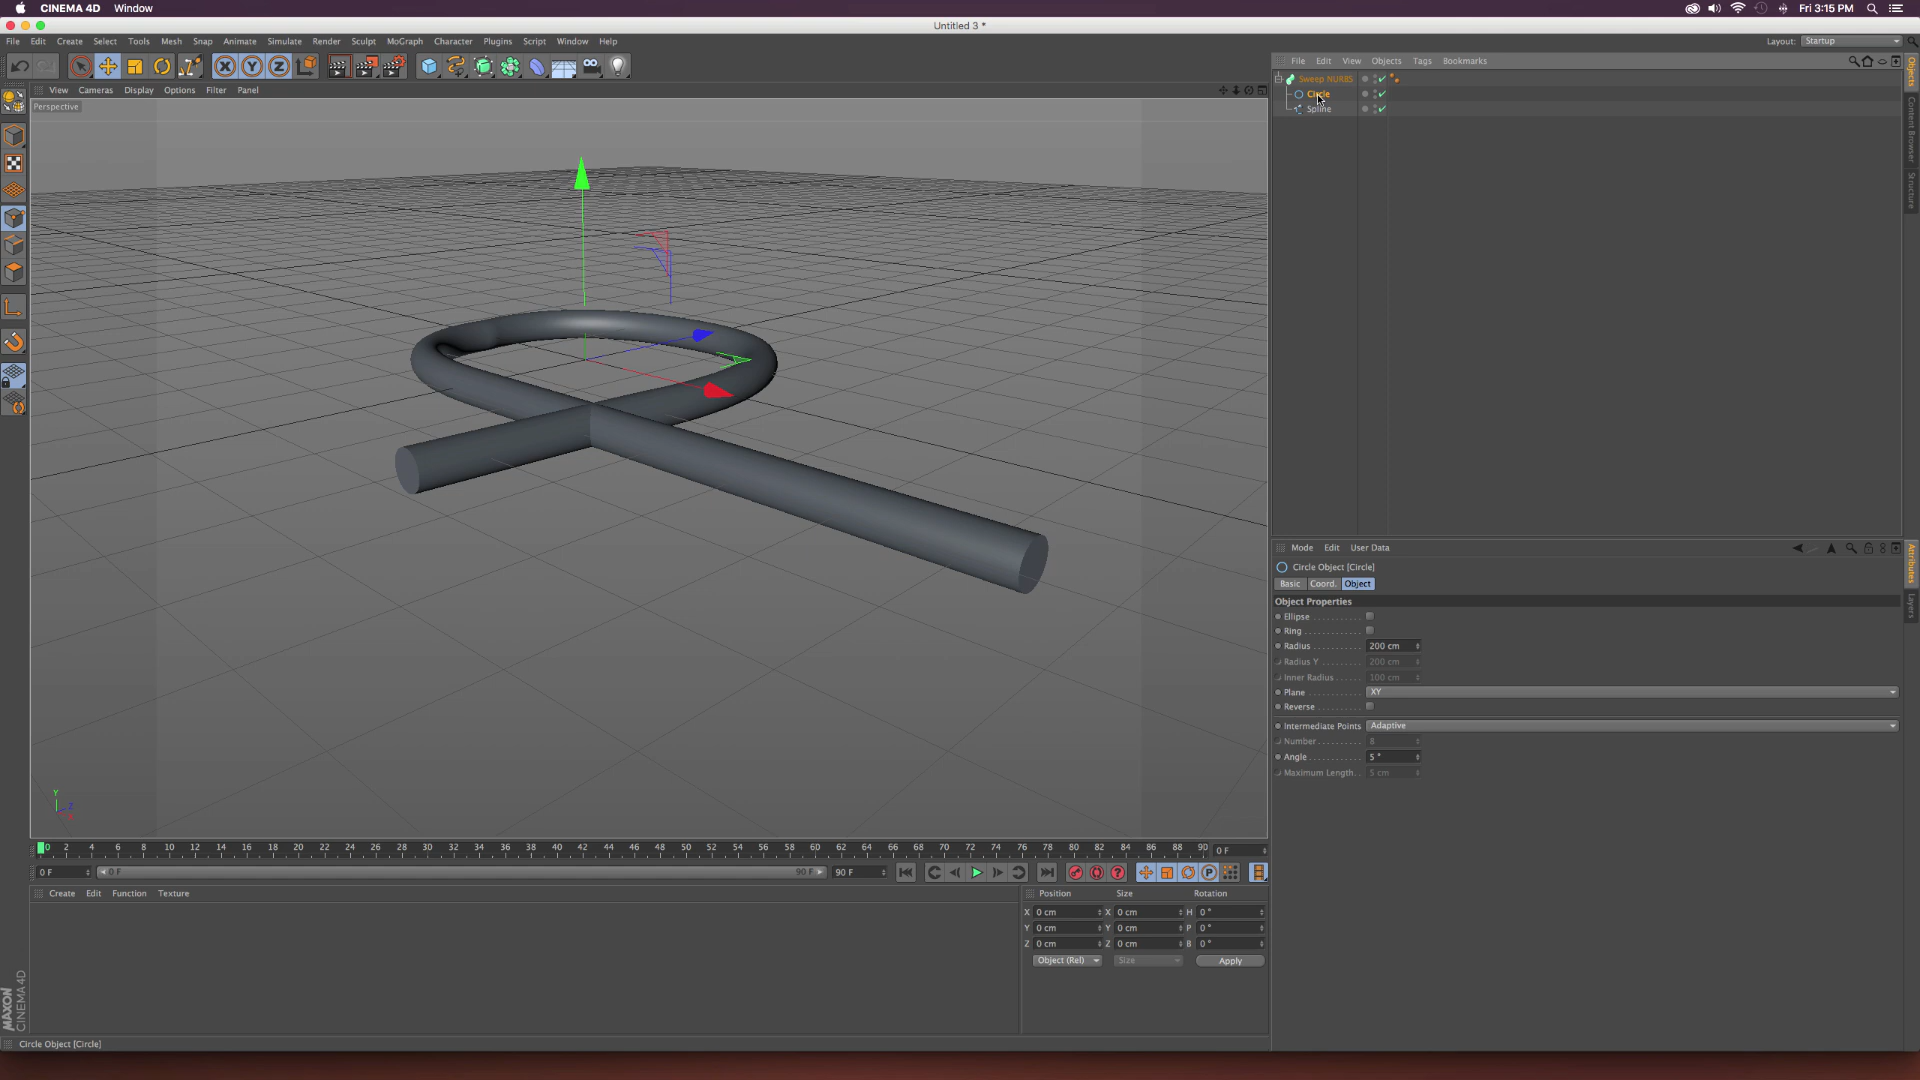 CINEMA 4D Window Fri 3:15 PM
Untitled 3 *
File Edit Create Select Tools Mesh Snap Animate Simulate Render Sculpt MoGraph Character Plugins Script Window Help Layout: Startup
X Y Z
File Edit View Objects Tags Bookmarks
Sweep NURBS
Circle
Spline
View Cameras Display Options Filter Panel
Perspective
Objects
Content Browser
Structure
Mode Edit User Data
Circle Object [Circle]
Basic Coord. Object
Object Properties
Ellipse
Ring
Radius 200 cm
Radius Y 200 cm
Inner Radius 100 cm
Plane XY
Reverse
Intermediate Points Adaptive
Number 8
Angle 5 °
Maximum Length 5 cm
Attributes
Layers
Y
Z
X
0 2 4 6 8 10 12 14 16 18 20 22 24 26 28 30 32 34 36 38 40 42 44 46 48 50 52 54 56 58 60 62 64 66 68 70 72 74 76 78 80 82 84 86 88 90 0 F
0 F 0 F 90 F 90 F
Create Edit Function Texture
Position Size Rotation
X 0 cm X 0 cm H 0 °
Y 0 cm Y 0 cm P 0 °
Z 0 cm Z 0 cm B 0 °
Object (Rel) Size Apply
MAXON
CINEMA 4D
Circle Object [Circle]